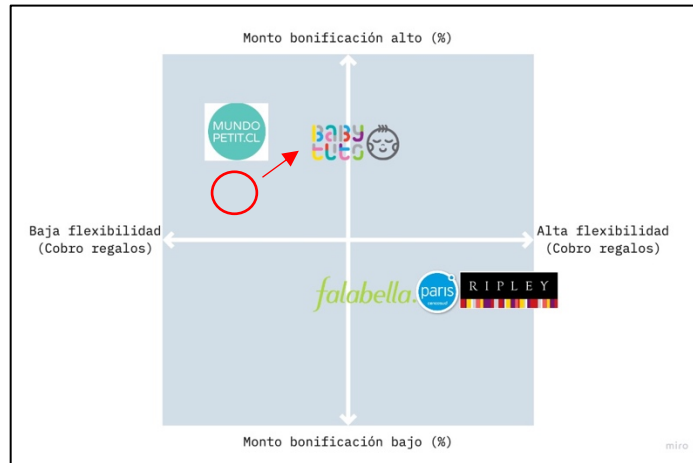 Monto bonificación alto (%)
MUNDO
PETIT.CL
BABY
tuto
Baja flexibilidad
(Cobro regalos)
Alta flexibilidad
(Cobro regalos)
falabella.
paris
RIPLEY
Monto bonificación bajo (%)
miro